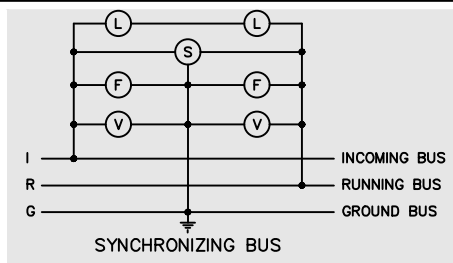 L L
S
F F
V V
I INCOMING BUS
R RUNNING BUS
G GROUND BUS
SYNCHRONIZING BUS